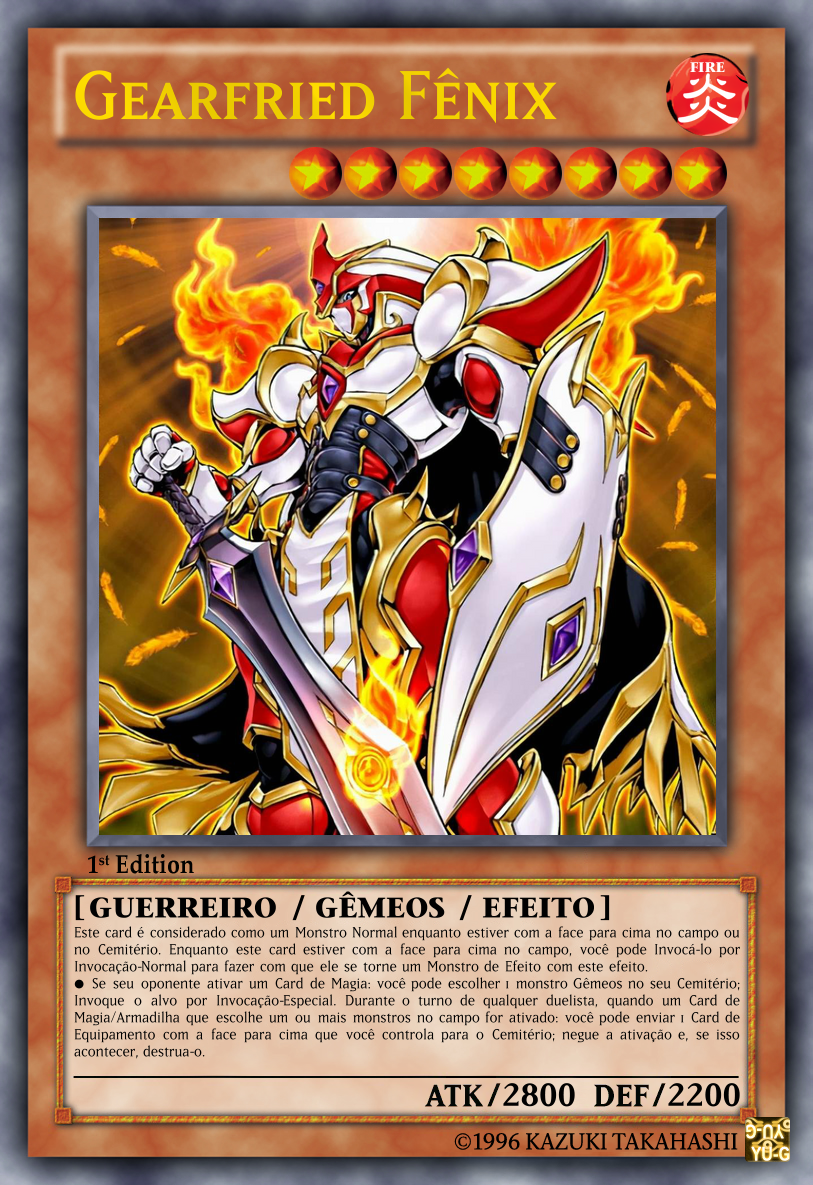 Gearfried Fênix
FIRE
炎
1st Edition
[GUERREIRO / GÊMEOS / EFEITO]
Este card é considerado como um Monstro Normal enquanto estiver com a face para cima no campo ou
no Cemitério. Enquanto este card estiver com a face para cima no campo, você pode Invocá-lo por
Invocação-Normal para fazer com que ele se torne um Monstro de Efeito com este efeito.
● Se seu oponente ativar um Card de Magia: você pode escolher 1 monstro Gêmeos no seu Cemitério;
Invoque o alvo por Invocação-Especial. Durante o turno de qualquer duelista, quando um Card de
Magia/Armadilha que escolhe um ou mais monstros no campo for ativado: você pode enviar 1 Card de
Equipamento com a face para cima que você controla para o Cemitério; negue a ativação e, se isso
acontecer, destrua-o.
ATK/2800 DEF/2200
©1996 KAZUKI TAKAHASHI